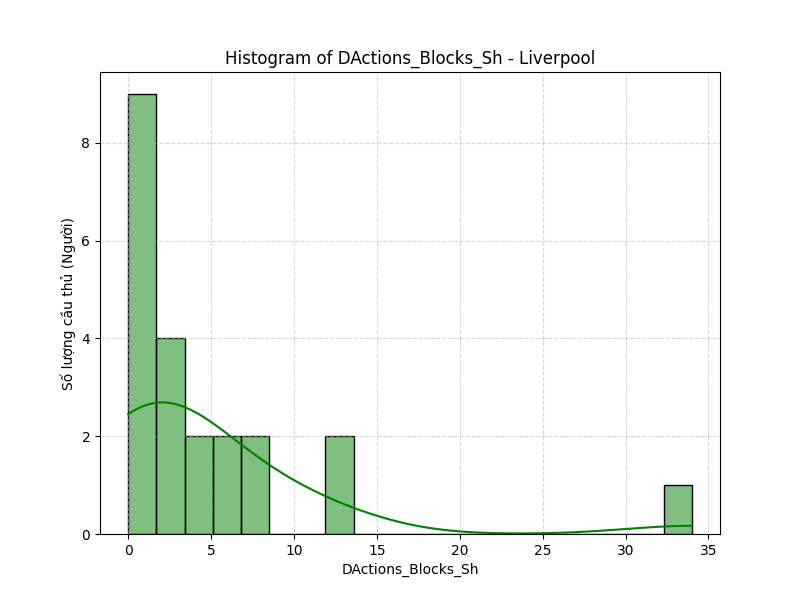 Histogram of DActions_Blocks_Sh - Liverpool
Số lượng cầu thủ (Người)
8
6
4
2
0
0 5 10 15 20 25 30 35
DActions_Blocks_Sh